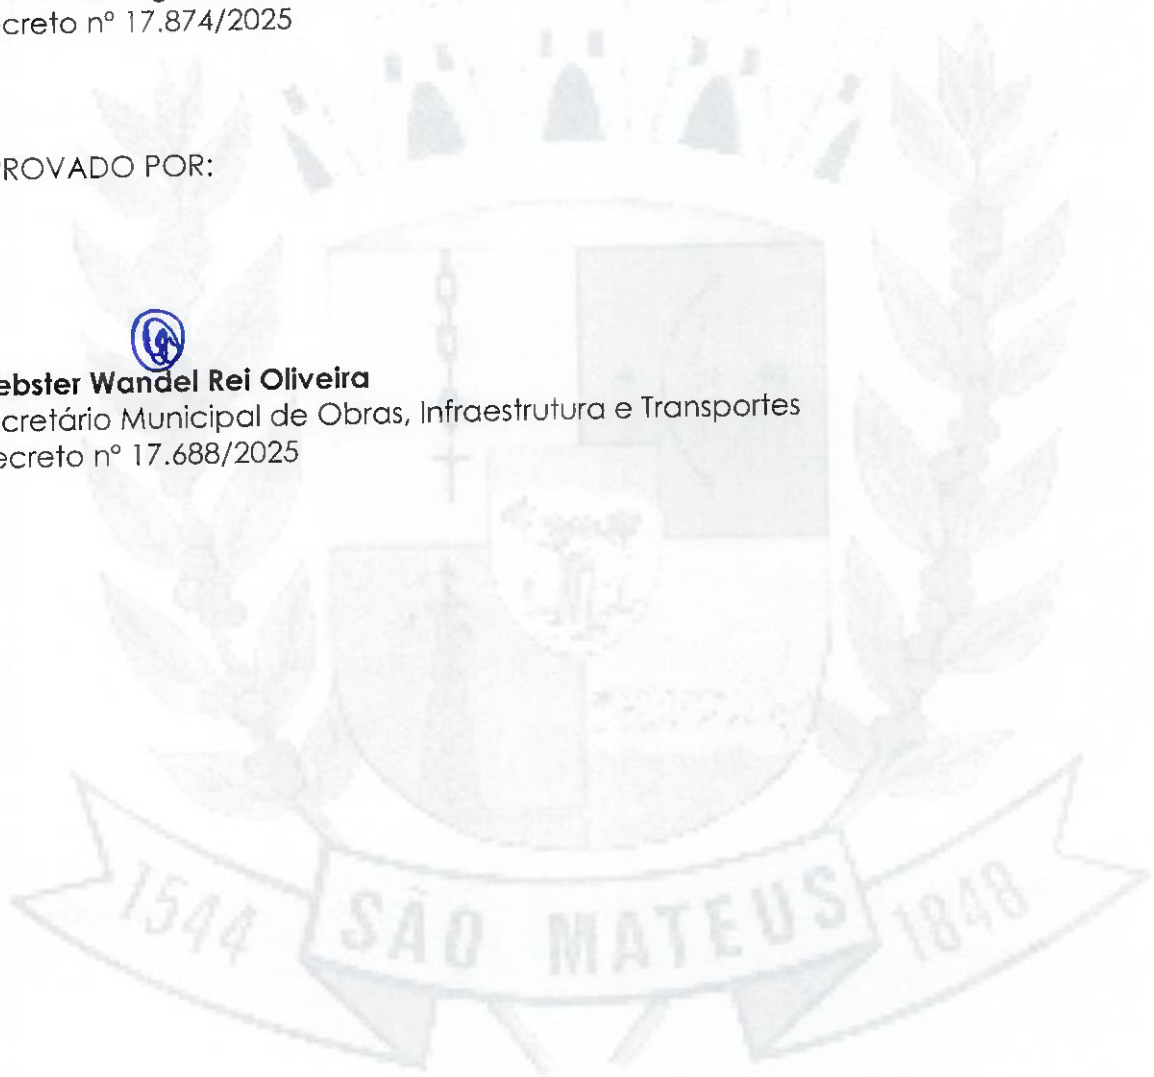 creto nº 17.874/2025
PROVADO POR:
ebster Wandel Rei Oliveira
cretário Municipal de Obras, Infraestrutura e Transportes
ecreto nº 17.688/2025
1544 SÃO MATEUS 1848